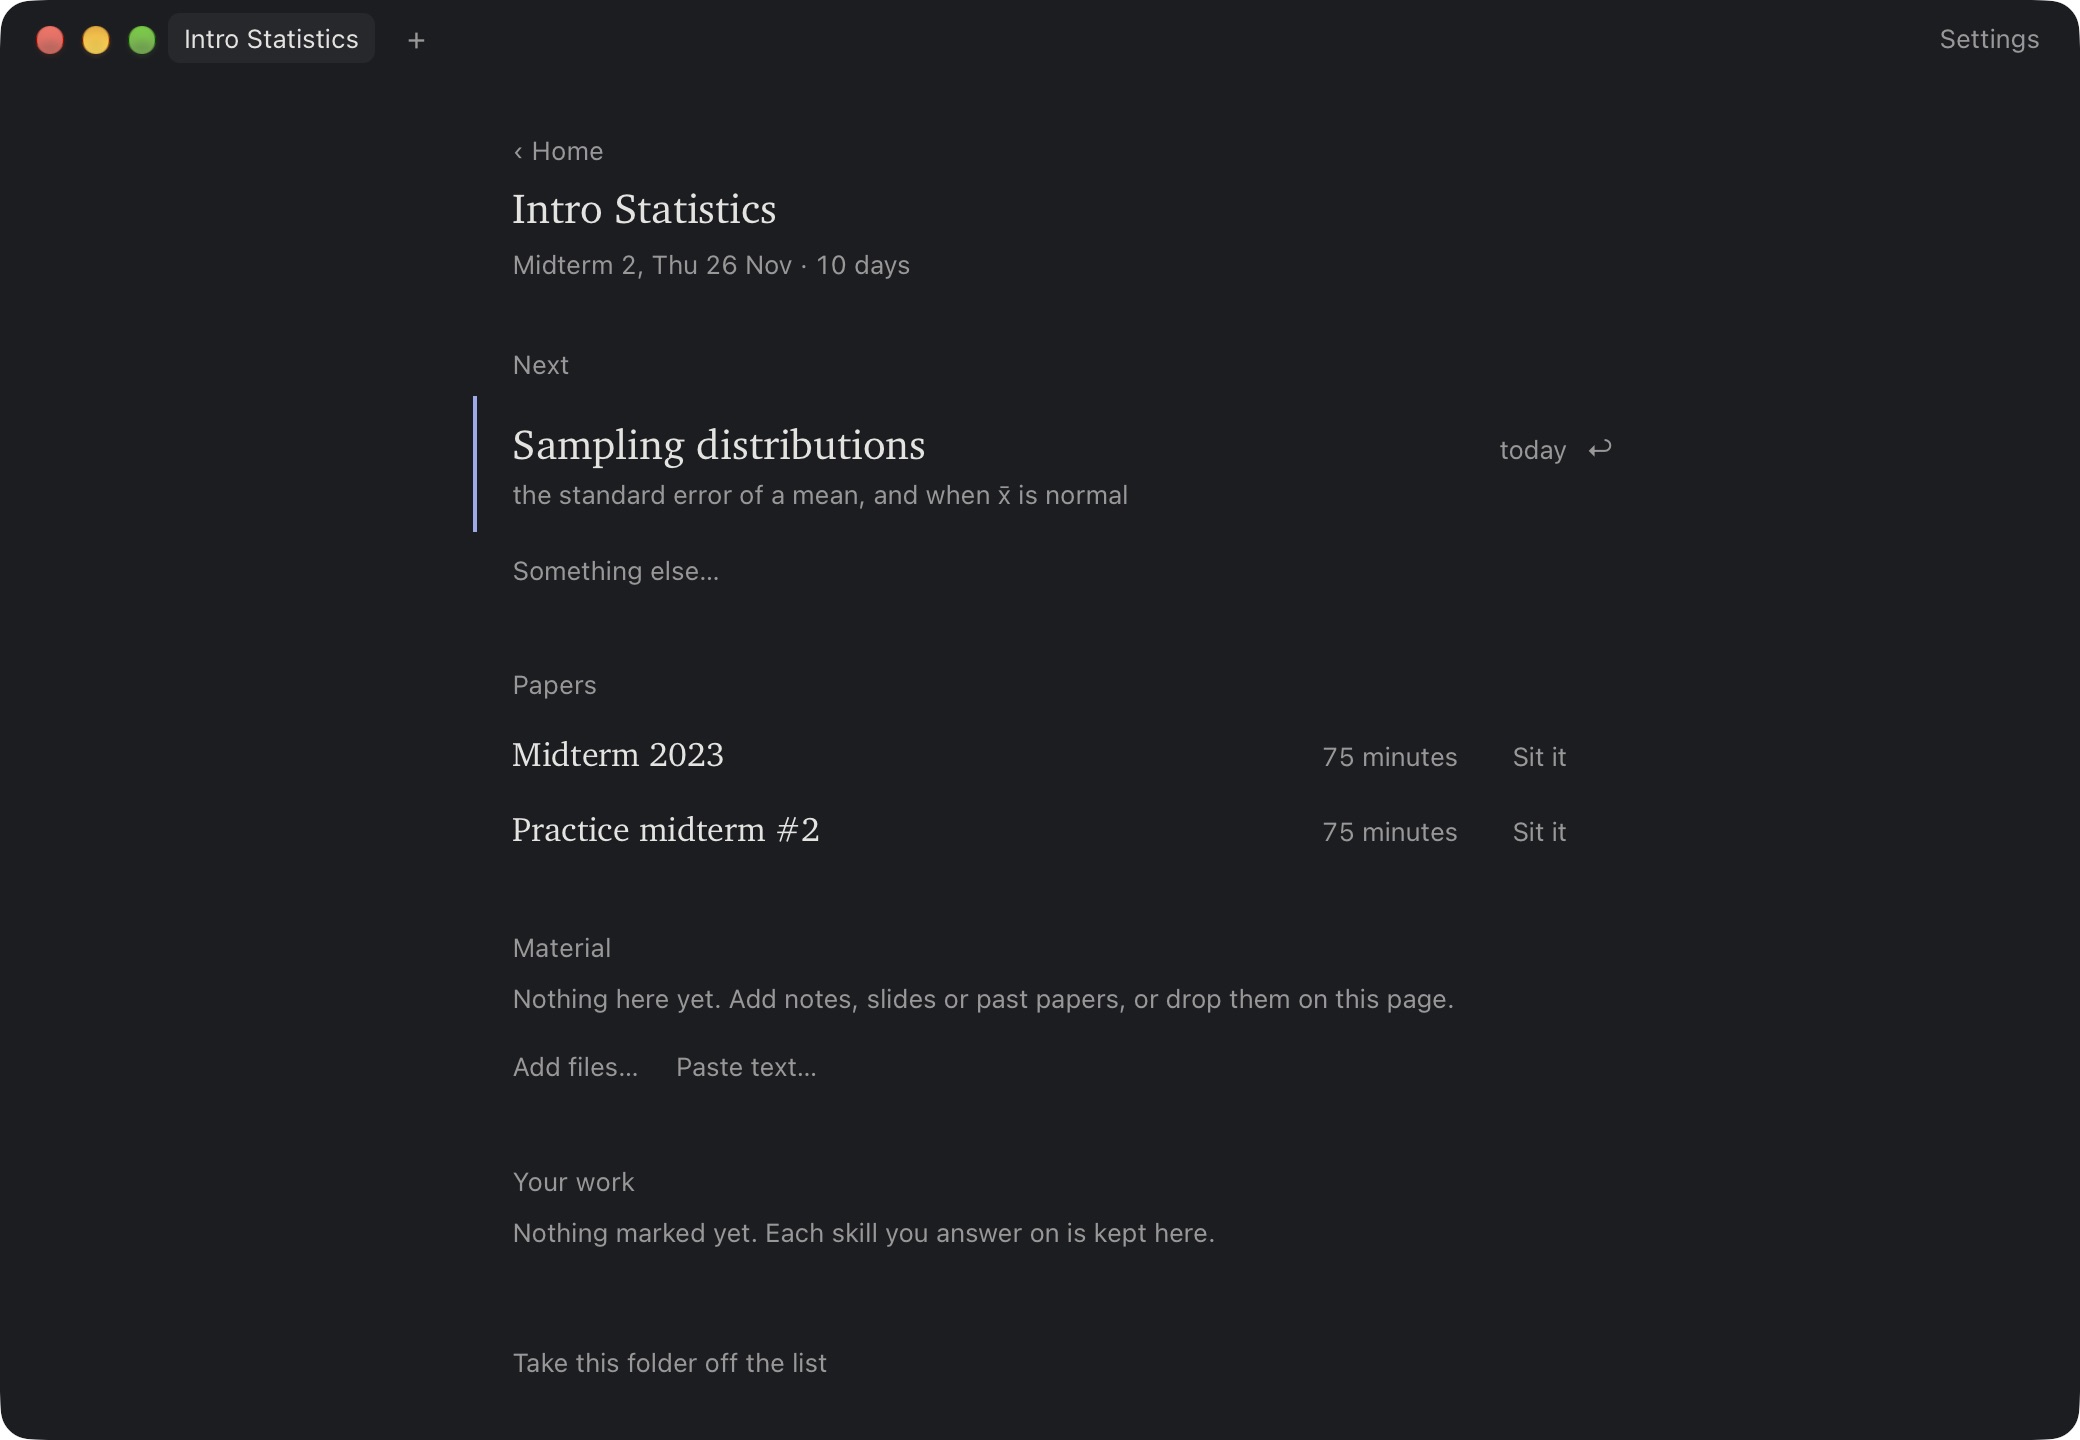 Intro Statistics +
Settings
‹ Home
Intro Statistics
Midterm 2, Thu 26 Nov · 10 days
Next
Sampling distributions
today ↩
the standard error of a mean, and when x̄ is normal
Something else...
Papers
Midterm 2023 75 minutes Sit it
Practice midterm #2 75 minutes Sit it
Material
Nothing here yet. Add notes, slides or past papers, or drop them on this page.
Add files... Paste text...
Your work
Nothing marked yet. Each skill you answer on is kept here.
Take this folder off the list